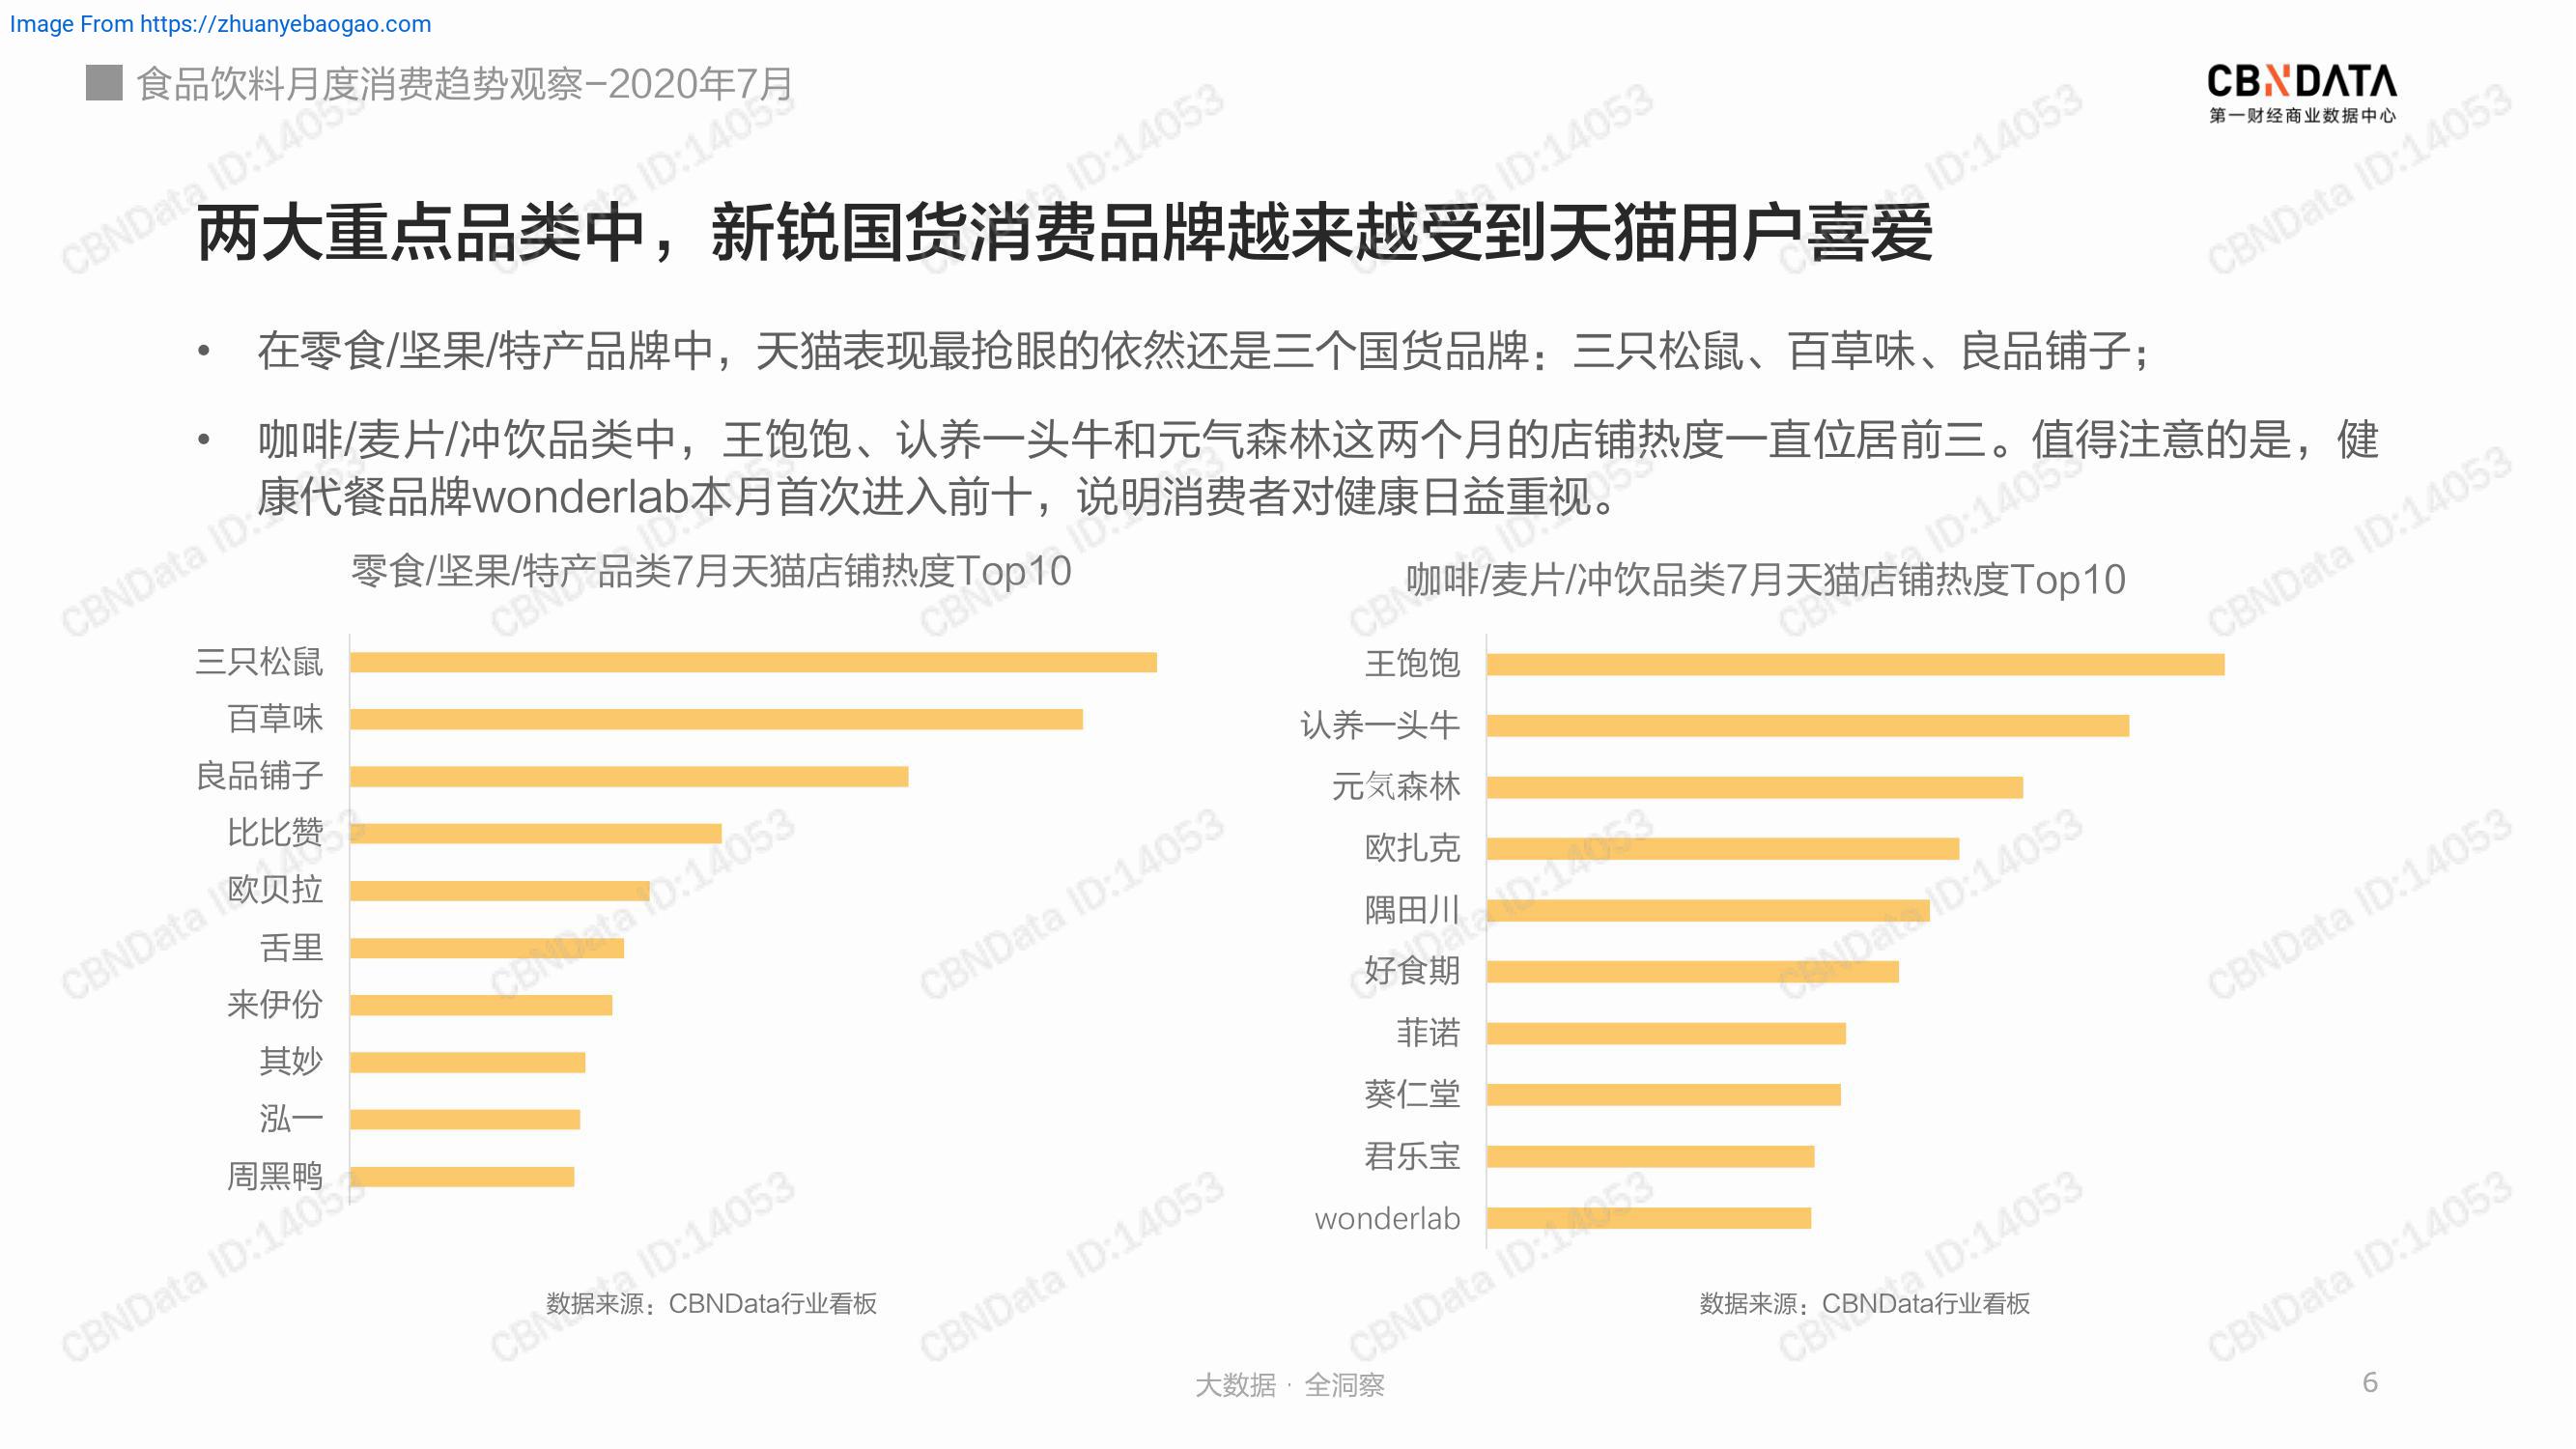 Image From https://zhuanyebaogao.com
食品饮料月度消费趋势观察–2020年7月
CBNDATA
第一财经商业数据中心
两大重点品类中，新锐国货消费品牌越来越受到天猫用户喜爱
• 在零食/坚果/特产品牌中，天猫表现最抢眼的依然还是三个国货品牌：三只松鼠、百草味、良品铺子；
• 咖啡/麦片/冲饮品类中，王饱饱、认养一头牛和元气森林这两个月的店铺热度一直位居前三。值得注意的是，健
康代餐品牌wonderlab本月首次进入前十，说明消费者对健康日益重视。
零食/坚果/特产品类7月天猫店铺热度Top10
三只松鼠
百草味
良品铺子
比比赞
欧贝拉
舌里
来伊份
其妙
泓一
周黑鸭
数据来源：CBNData行业看板
咖啡/麦片/冲饮品类7月天猫店铺热度Top10
王饱饱
认养一头牛
元気森林
欧扎克
隅田川
好食期
菲诺
葵仁堂
君乐宝
wonderlab
数据来源：CBNData行业看板
大数据 · 全洞察
6
CBNData ID:14053